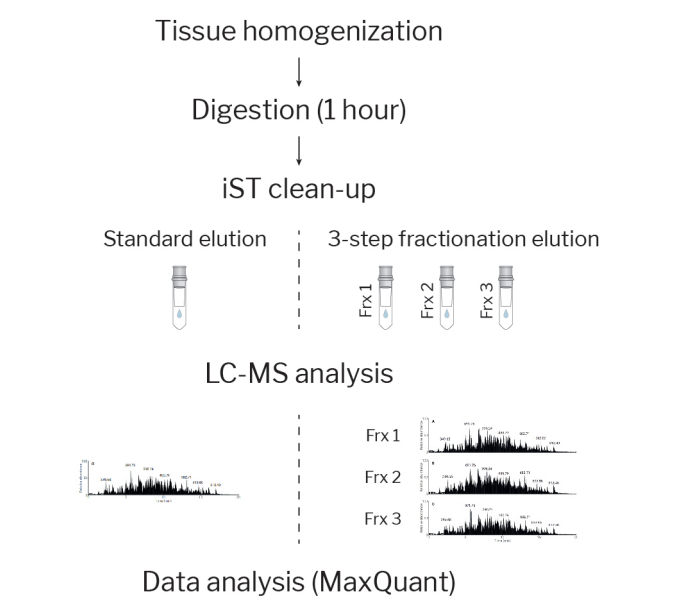 Tissue homogenization
Digestion (1 hour)
iST clean-up
Standard elution
3-step fractionation elution
Frx 1
Frx 2
Frx 3
LC-MS analysis
Frx 1
Frx 2
Frx 3
Data analysis (MaxQuant)